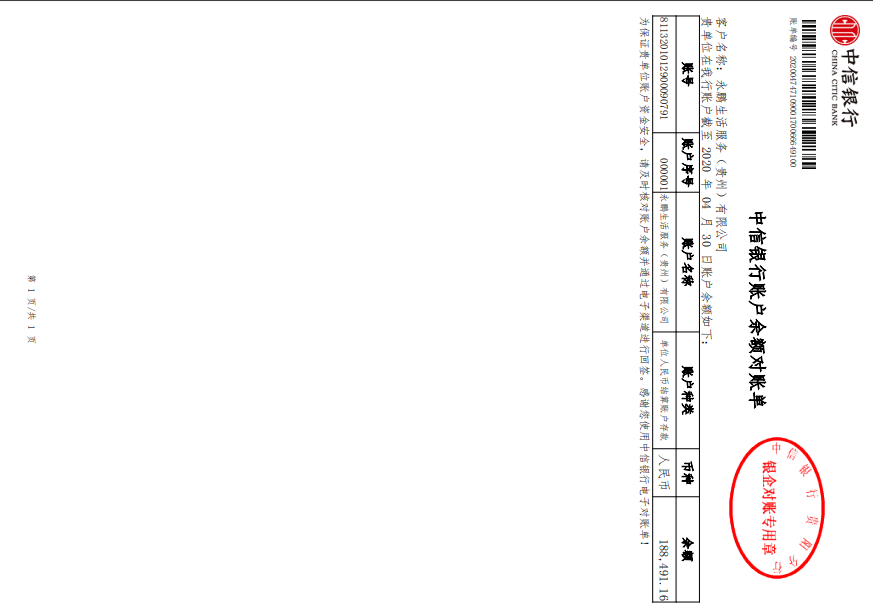 中信银行
CHINA CITIC BANK
账单编号 20200474710900170066649100
中信银行账户余额对账单
中信银行贵阳分行
银企对账专用章
客户名称：永鹏生活服务（贵州）有限公司
贵单位在我行账户截至 2020 年 04 月 30 日账户余额如下：
账号 账户序号 账户名称 账户种类 币种 余额
8113201012900090791 000001 永鹏生活服务（贵州）有限公司 单位人民币结算账户存款 人民币 188,491.16
为保证贵单位账户资金安全，请及时核对账户余额并通过电子渠道进行回签。感谢您使用中信银行电子对账单！
第 1 页/共 1 页